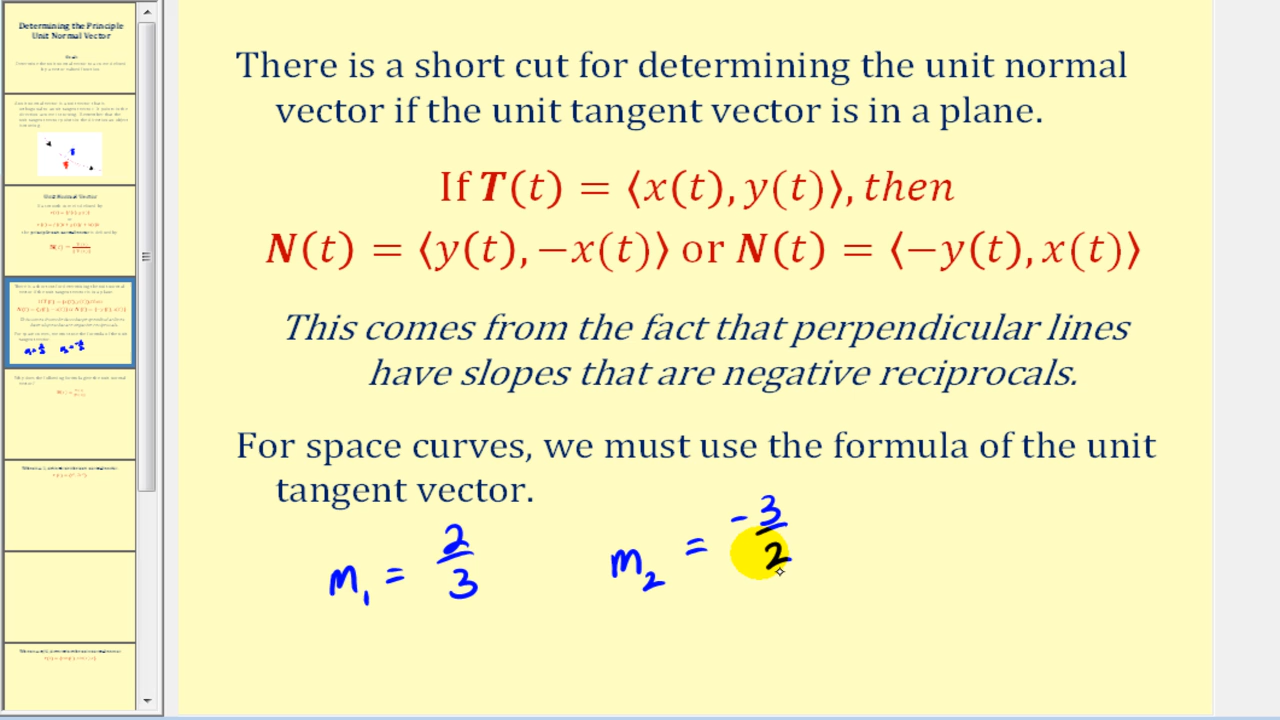 Determining the Principle
Unit Normal Vector
Unit Normal Vector
There is a short cut for determining the unit normal
vector if the unit tangent vector is in a plane.
If T(t) = ⟨x(t), y(t)⟩, then
N(t) = ⟨y(t), −x(t)⟩ or N(t) = ⟨−y(t), x(t)⟩
This comes from the fact that perpendicular lines
have slopes that are negative reciprocals.
For space curves, we must use the formula of the unit
tangent vector.
m₁ = 2/3 m₂ = -3/2